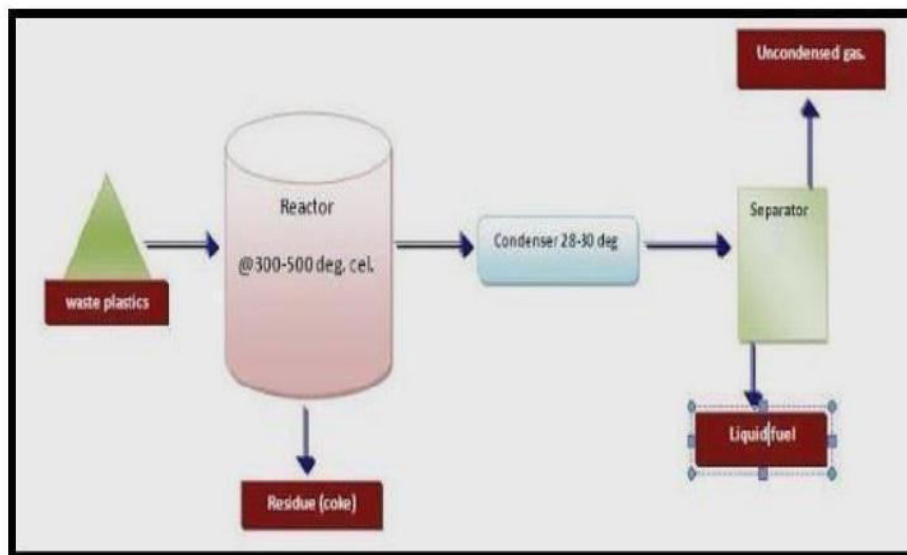 Uncondensed gas.
Reactor
@300-500 deg. cel.
Condenser 28-30 deg
Separator
waste plastics
Liquid fuel
Residue (coke)